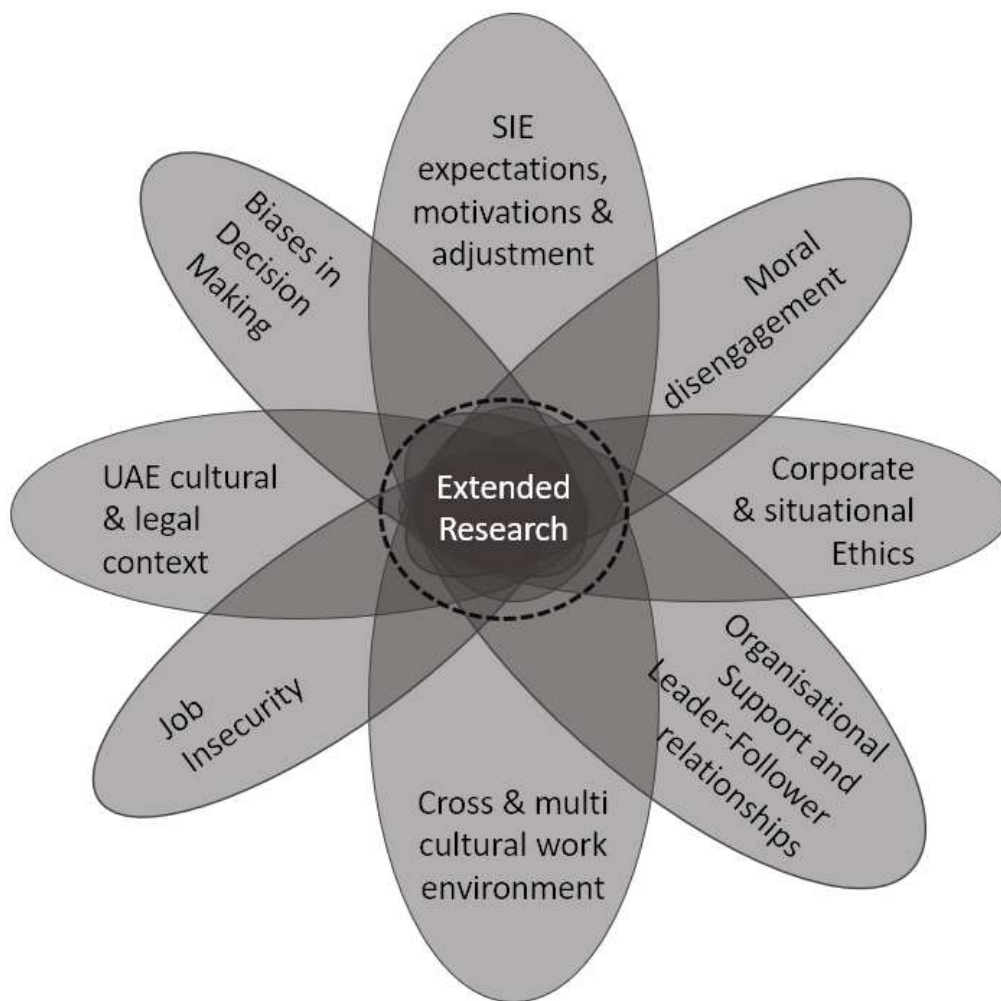 SIE
expectations,
motivations &
adjustment
Biases in
Decision
Making
Moral
disengagement
UAE cultural
& legal
context
Extended
Research
Corporate
& situational
Ethics
Job
Insecurity
Cross & multi
cultural work
environment
Organisational
Support and
Leader-Follower
relationships